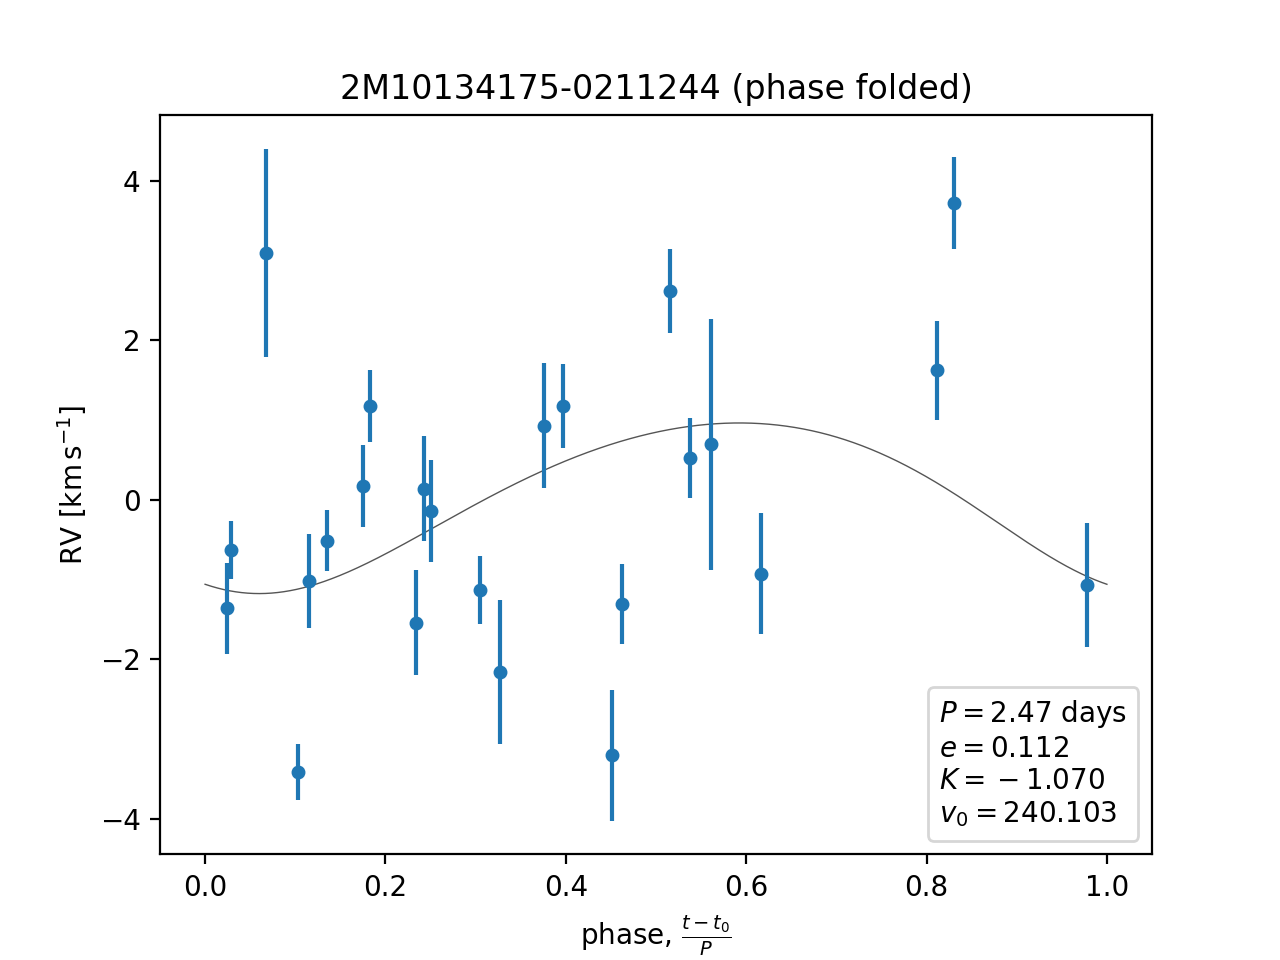 2M10134175-0211244 (phase folded)
RV [km s⁻¹]
4
2
0
−2
−4
P = 2.47 days
e = 0.112
K = −1.070
v₀ = 240.103
0.0 0.2 0.4 0.6 0.8 1.0
phase, (t − t₀)/P